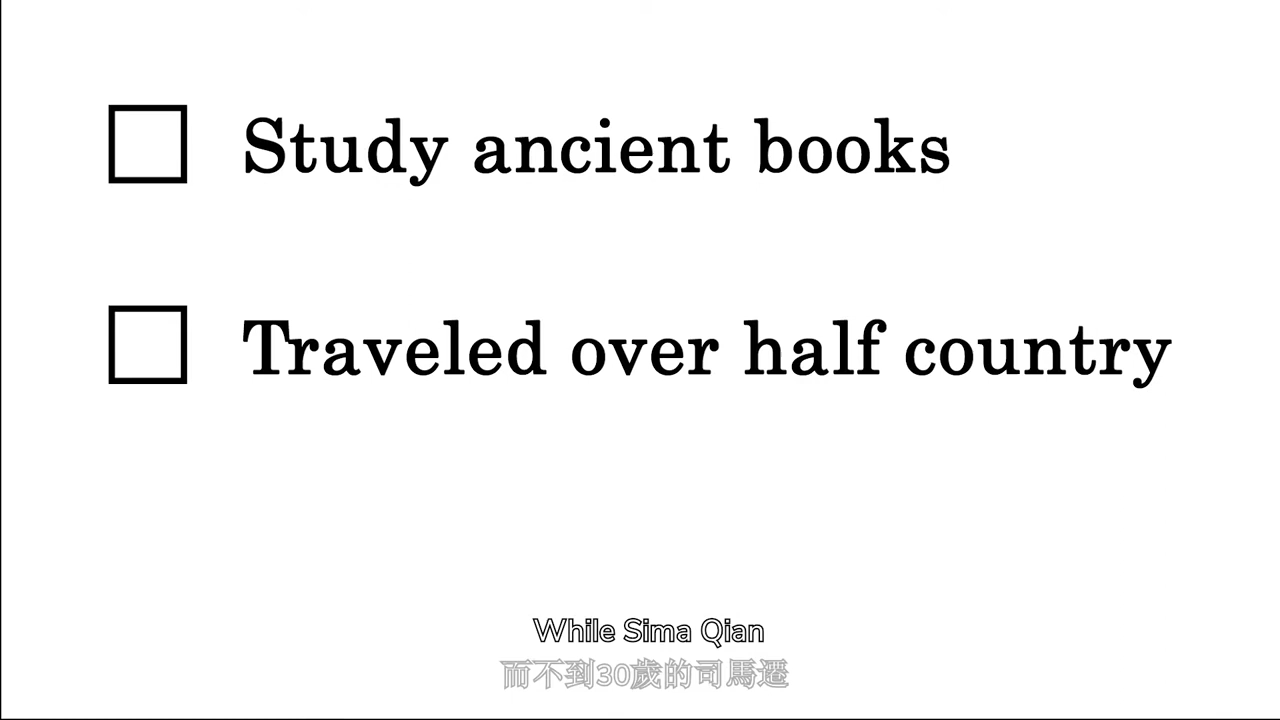 Study ancient books
Traveled over half country
While Sima Qian
而不到30歲的司馬遷